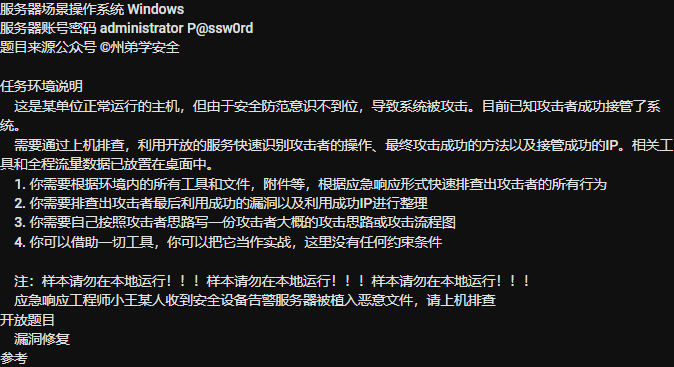 服务器场景操作系统 Windows
服务器账号密码 administrator P@ssw0rd
题目来源公众号 ©州弟学安全
任务环境说明
这是某单位正常运行的主机，但由于安全防范意识不到位，导致系统被攻击。目前已知攻击者成功接管了系
统。
需要通过上机排查，利用开放的服务快速识别攻击者的操作、最终攻击成功的方法以及接管成功的IP。相关工
具和全程流量数据已放置在桌面中。
1. 你需要根据环境内的所有工具和文件，附件等，根据应急响应形式快速排查出攻击者的所有行为
2. 你需要排查出攻击者最后利用成功的漏洞以及利用成功IP进行整理
3. 你需要自己按照攻击者思路写一份攻击者大概的攻击思路或攻击流程图
4. 你可以借助一切工具，你可以把它当作实战，这里没有任何约束条件
注：样本请勿在本地运行！！！样本请勿在本地运行！！！样本请勿在本地运行！！！
应急响应工程师小王某人收到安全设备告警服务器被植入恶意文件，请上机排查
开放题目
漏洞修复
参考